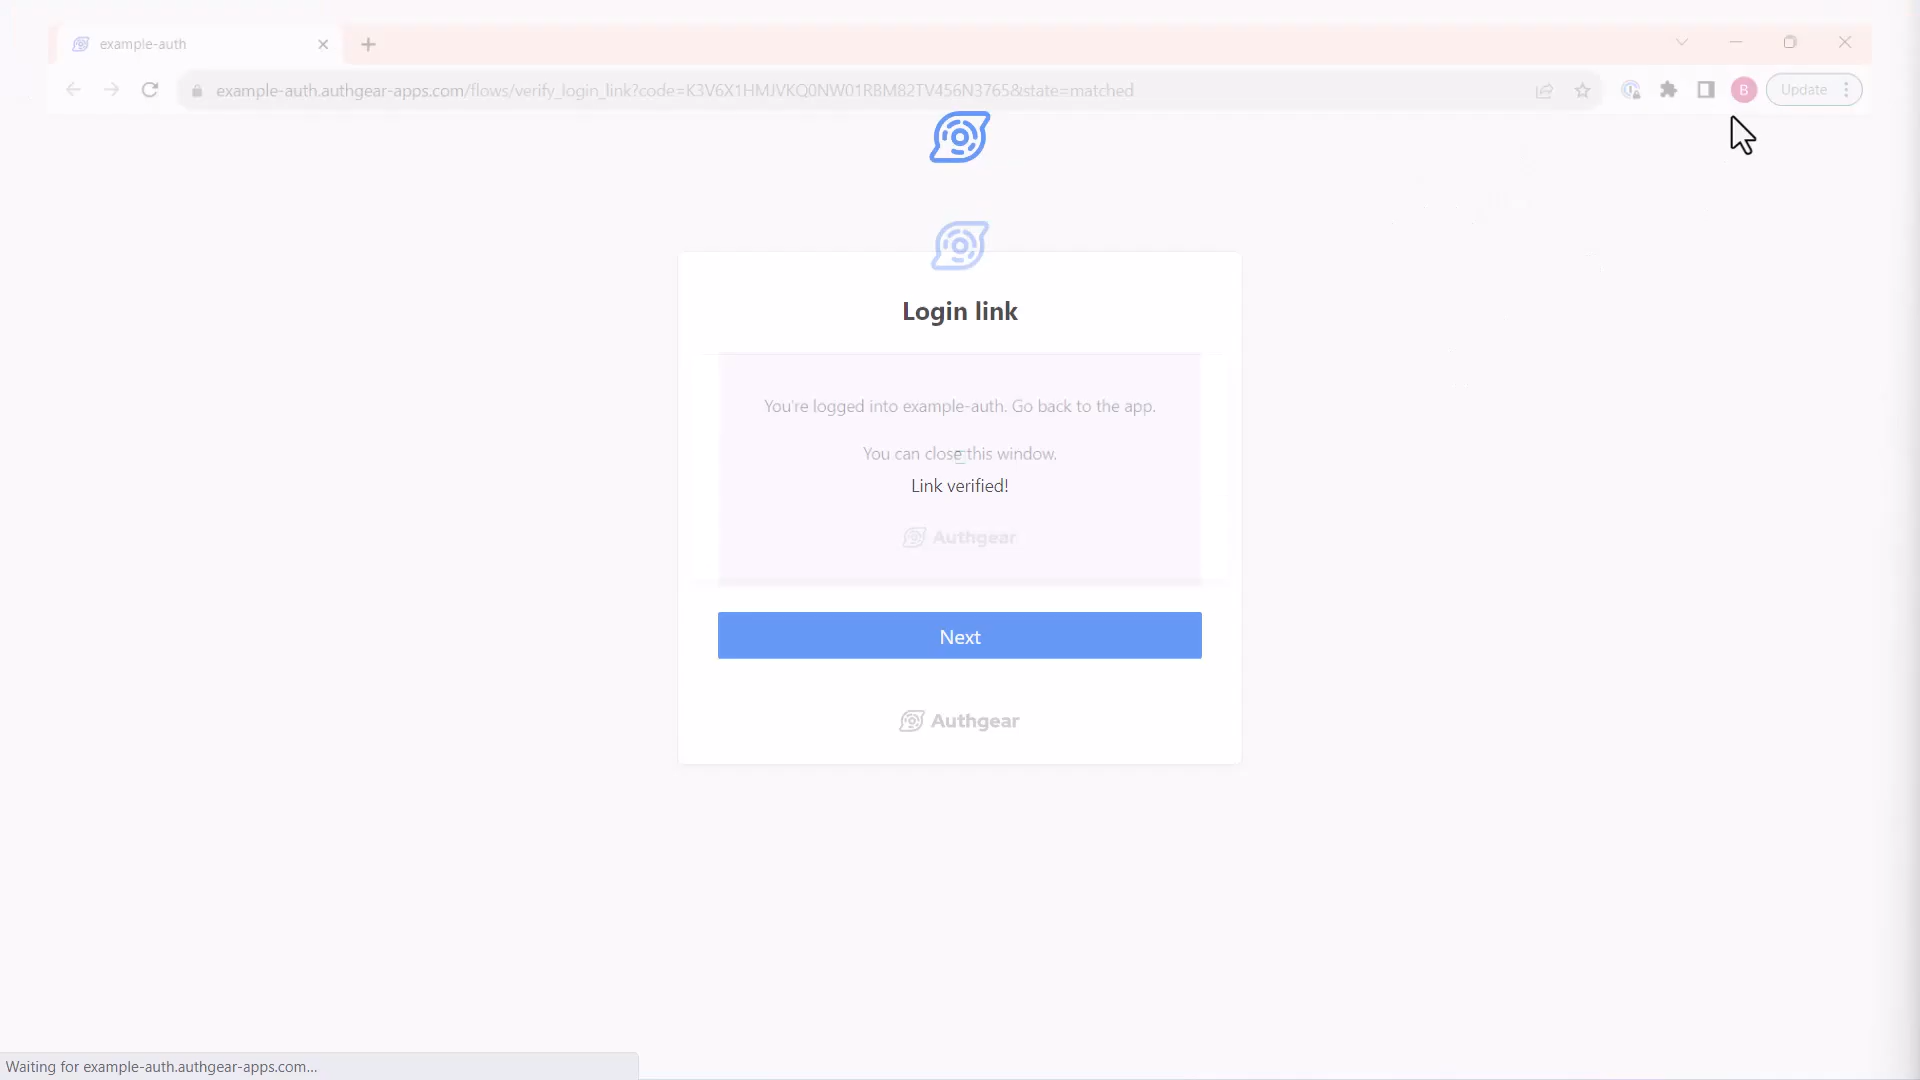 example-auth
example-auth.authgear-apps.com/flows/verify_login_link?code=K3V6X1HMJVKQ0NW01RBM82TV456N3765&state=matched
B
Update
Login link
You're logged into example-auth. Go back to the app.
You can close this window.
Link verified!
Authgear
Next
Authgear
Waiting for example-auth.authgear-apps.com...